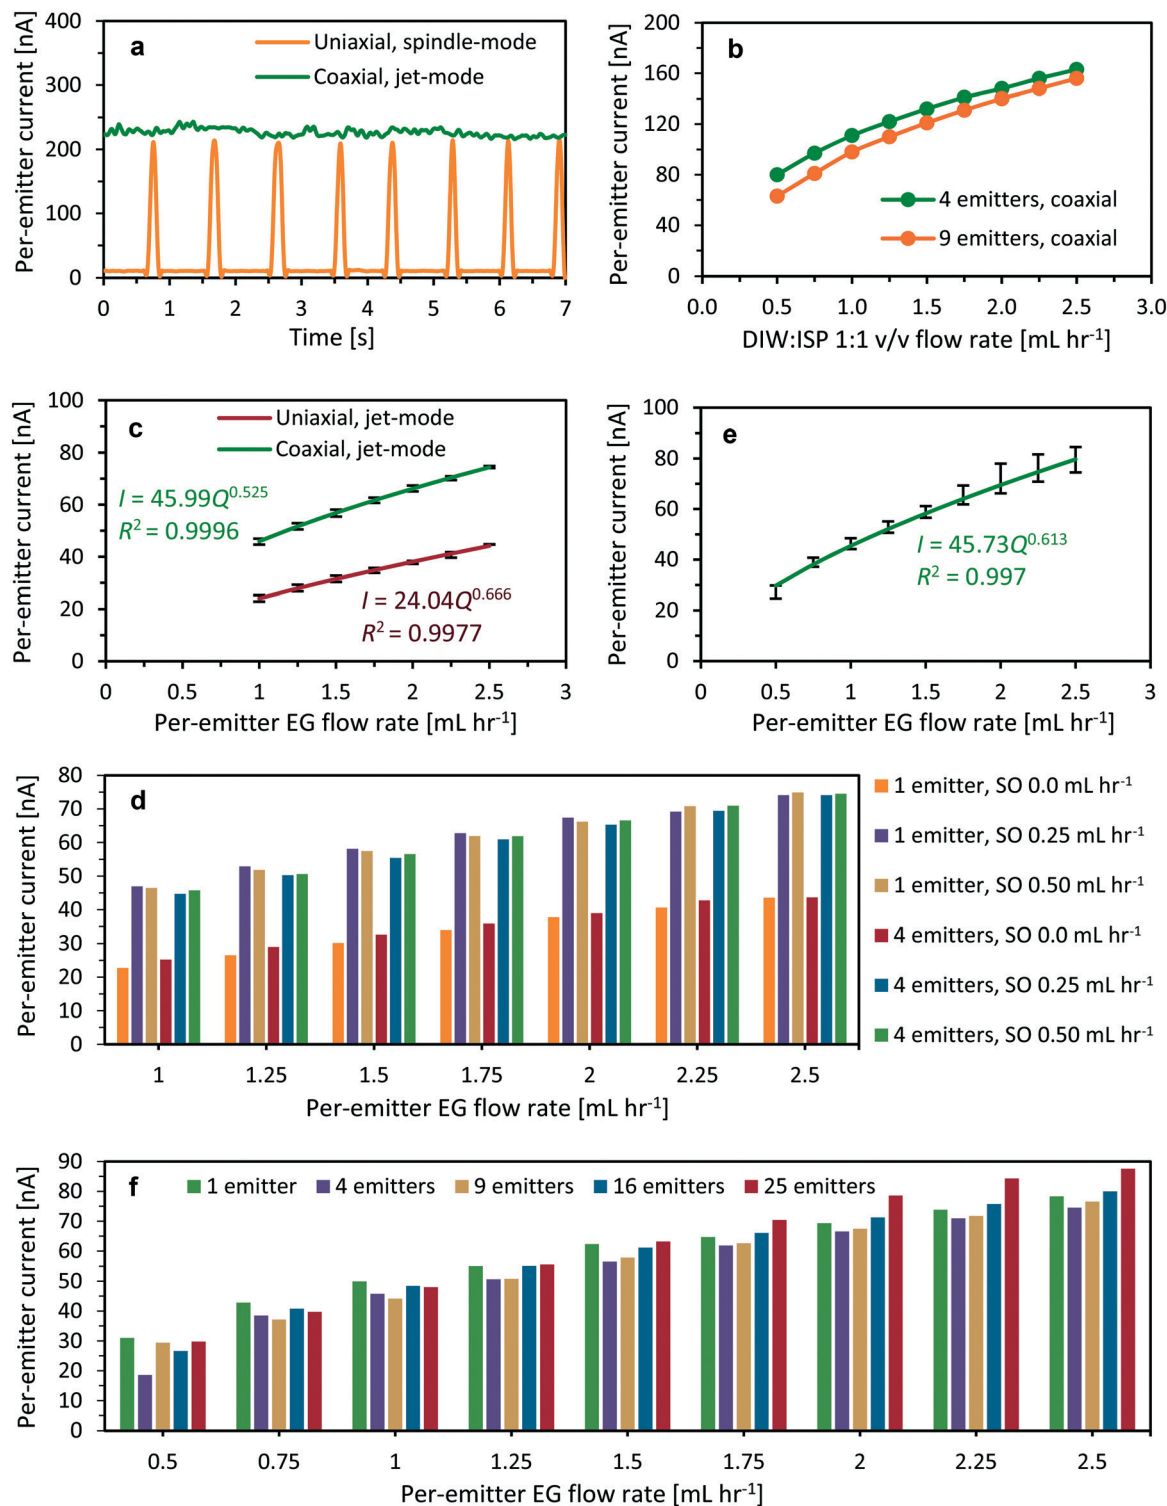 a
Uniaxial, spindle-mode
Coaxial, jet-mode
Per-emitter current [nA]
400
300
200
100
0
0 1 2 3 4 5 6 7
Time [s]
b
Per-emitter current [nA]
200
160
120
80
40
0
4 emitters, coaxial
9 emitters, coaxial
0.0 0.5 1.0 1.5 2.0 2.5 3.0
DIW:ISP 1:1 v/v flow rate [mL hr⁻¹]
c
Uniaxial, jet-mode
Coaxial, jet-mode
Per-emitter current [nA]
100
80
60
40
20
0
I = 45.99Q^0.525
R² = 0.9996
I = 24.04Q^0.666
R² = 0.9977
0 0.5 1 1.5 2 2.5 3
Per-emitter EG flow rate [mL hr⁻¹]
e
Per-emitter current [nA]
100
80
60
40
20
0
I = 45.73Q^0.613
R² = 0.997
0 0.5 1 1.5 2 2.5 3
Per-emitter EG flow rate [mL hr⁻¹]
d
Per-emitter current [nA]
80
70
60
50
40
30
20
10
0
1 1.25 1.5 1.75 2 2.25 2.5
Per-emitter EG flow rate [mL hr⁻¹]
1 emitter, SO 0.0 mL hr⁻¹
1 emitter, SO 0.25 mL hr⁻¹
1 emitter, SO 0.50 mL hr⁻¹
4 emitters, SO 0.0 mL hr⁻¹
4 emitters, SO 0.25 mL hr⁻¹
4 emitters, SO 0.50 mL hr⁻¹
f
1 emitter 4 emitters 9 emitters 16 emitters 25 emitters
Per-emitter current [nA]
90
80
70
60
50
40
30
20
10
0
0.5 0.75 1 1.25 1.5 1.75 2 2.25 2.5
Per-emitter EG flow rate [mL hr⁻¹]